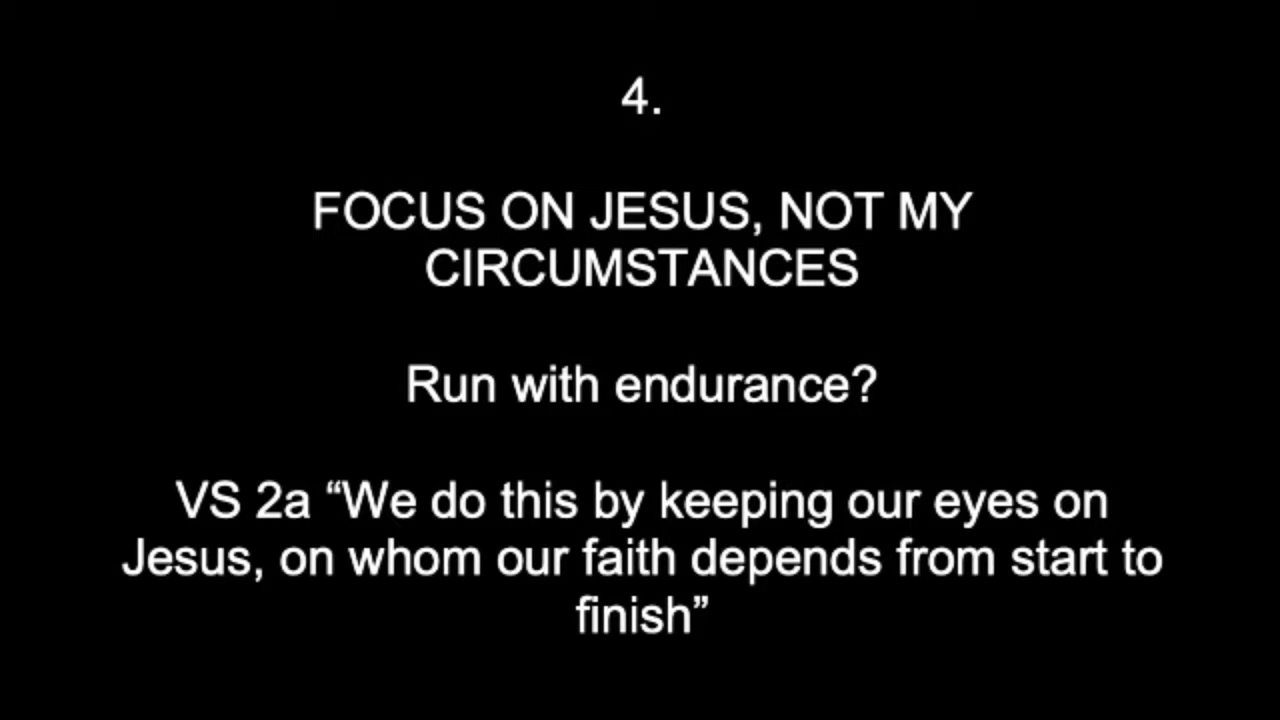 4.
FOCUS ON JESUS, NOT MY
CIRCUMSTANCES
Run with endurance?
VS 2a “We do this by keeping our eyes on
Jesus, on whom our faith depends from start to
finish”